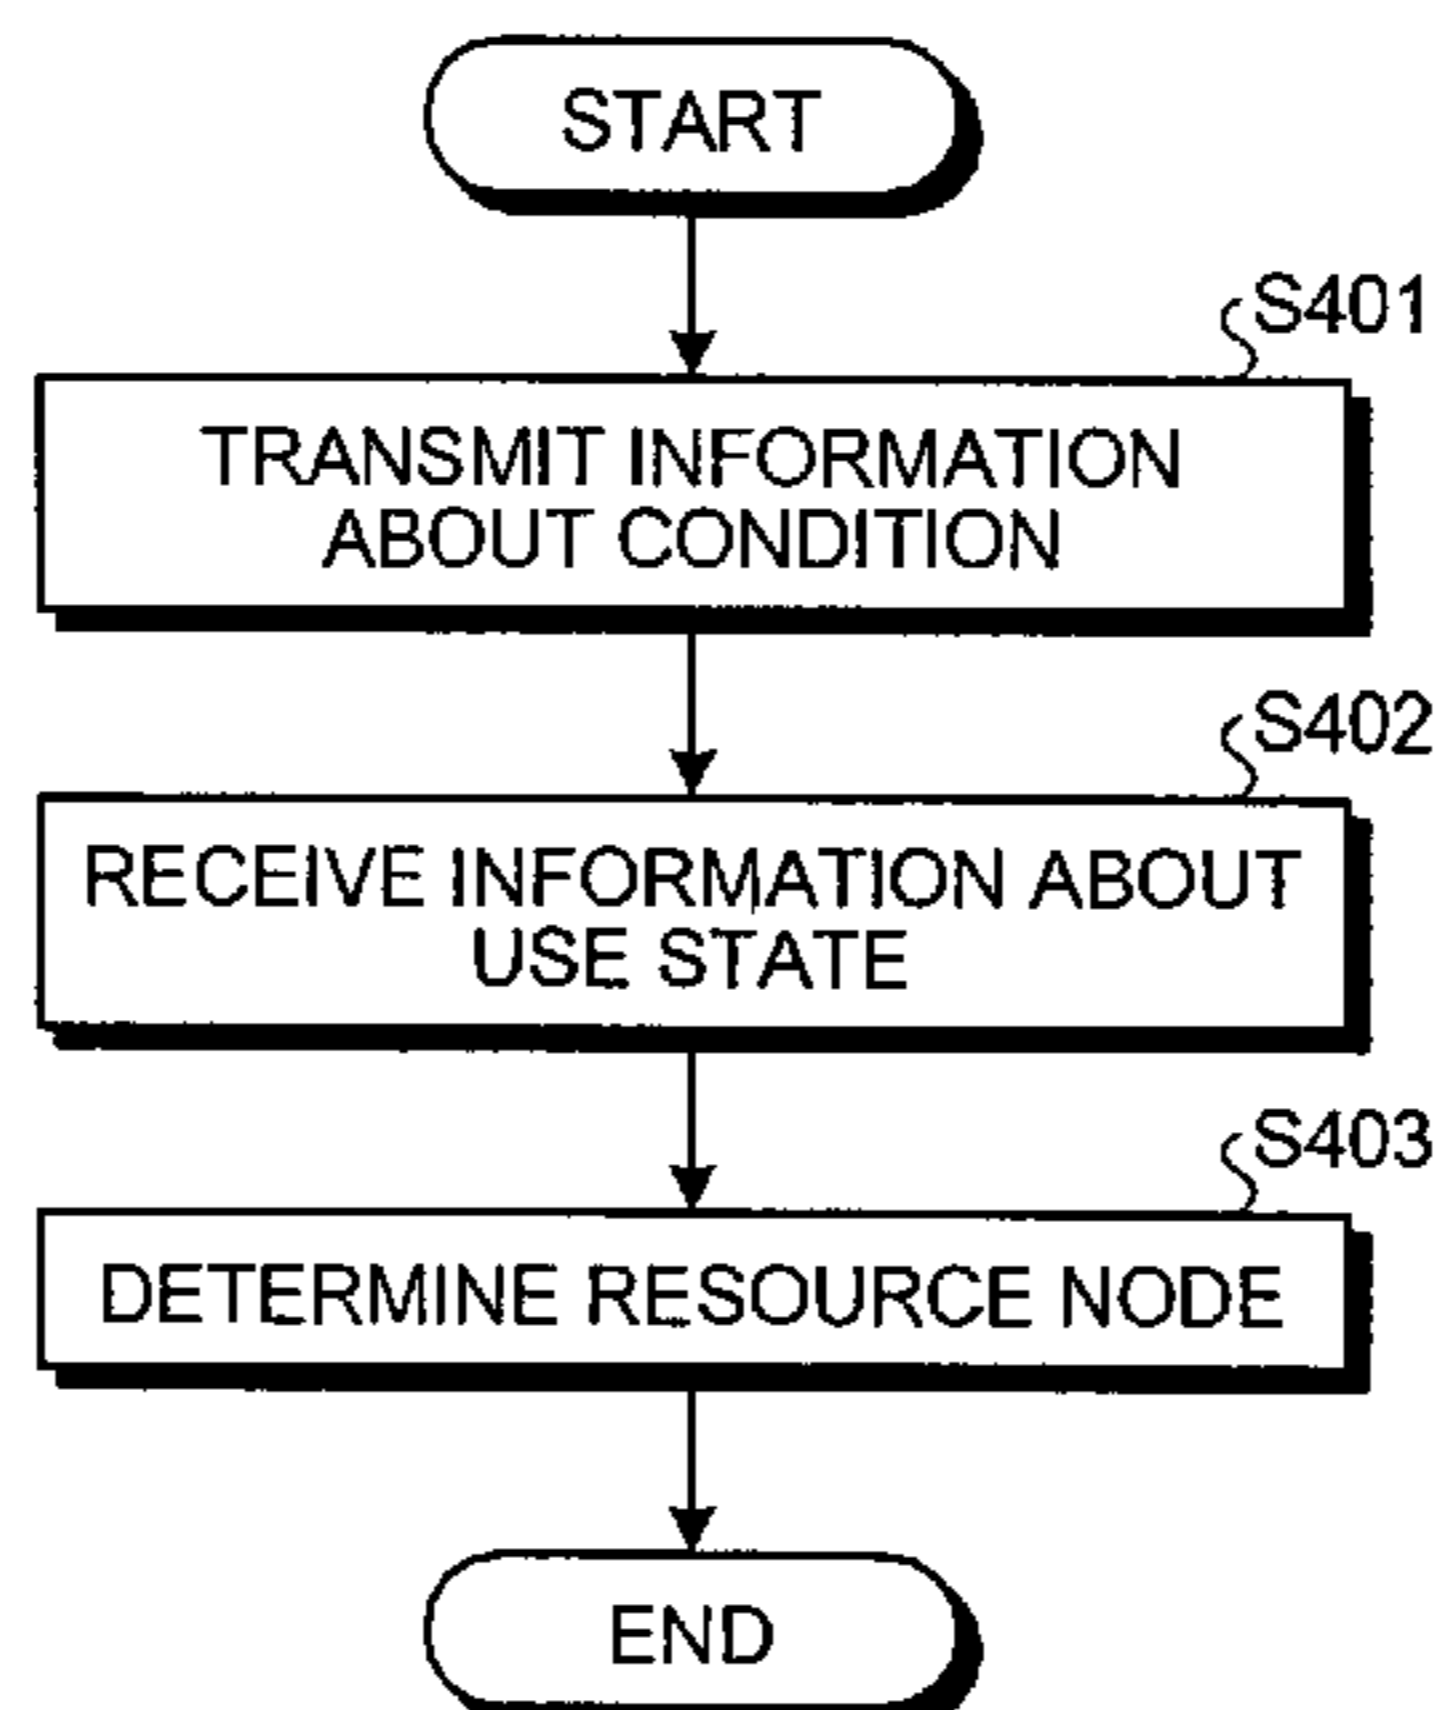 START
S401
TRANSMIT INFORMATION
ABOUT CONDITION
S402
RECEIVE INFORMATION ABOUT
USE STATE
S403
DETERMINE RESOURCE NODE
END